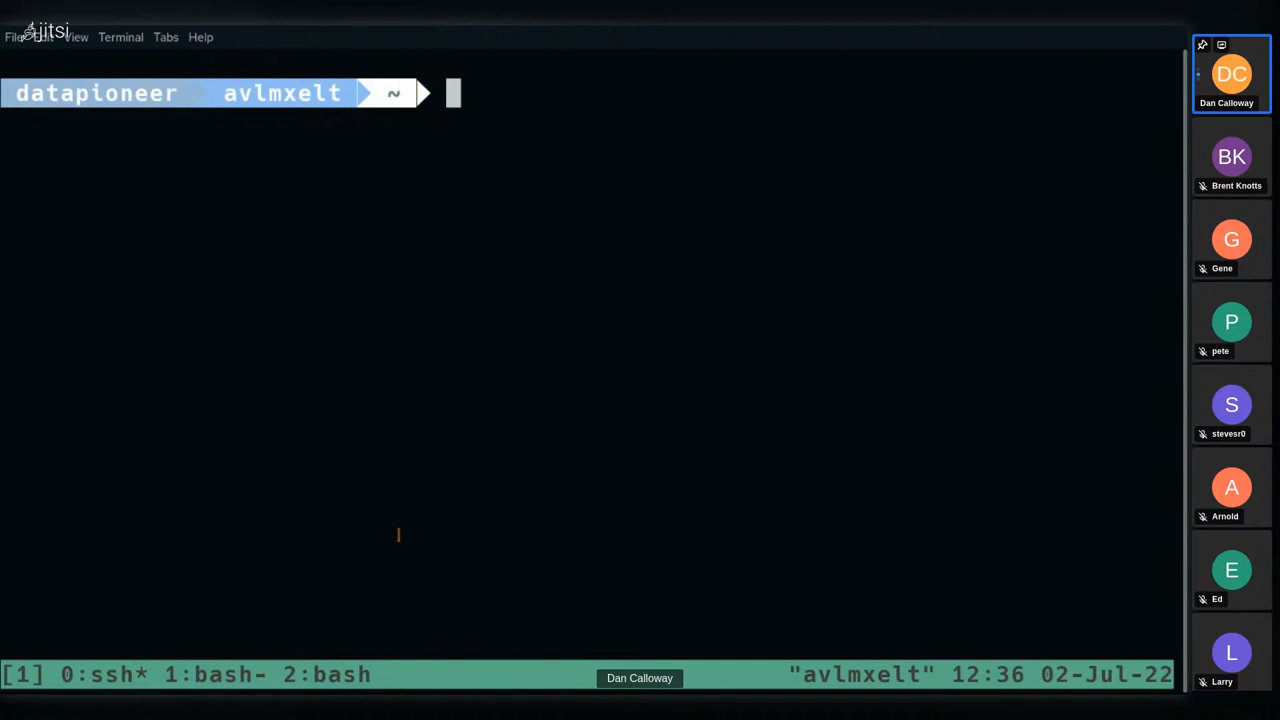 jitsi
File Edit View Terminal Tabs Help
datapioneer avlmxelt ~
[1] 0:ssh* 1:bash- 2:bash "avlmxelt" 12:36 02-Jul-22
Dan Calloway
DC
Dan Calloway
BK
Brent Knotts
G
Gene
P
pete
S
stevesr0
A
Arnold
E
Ed
L
Larry